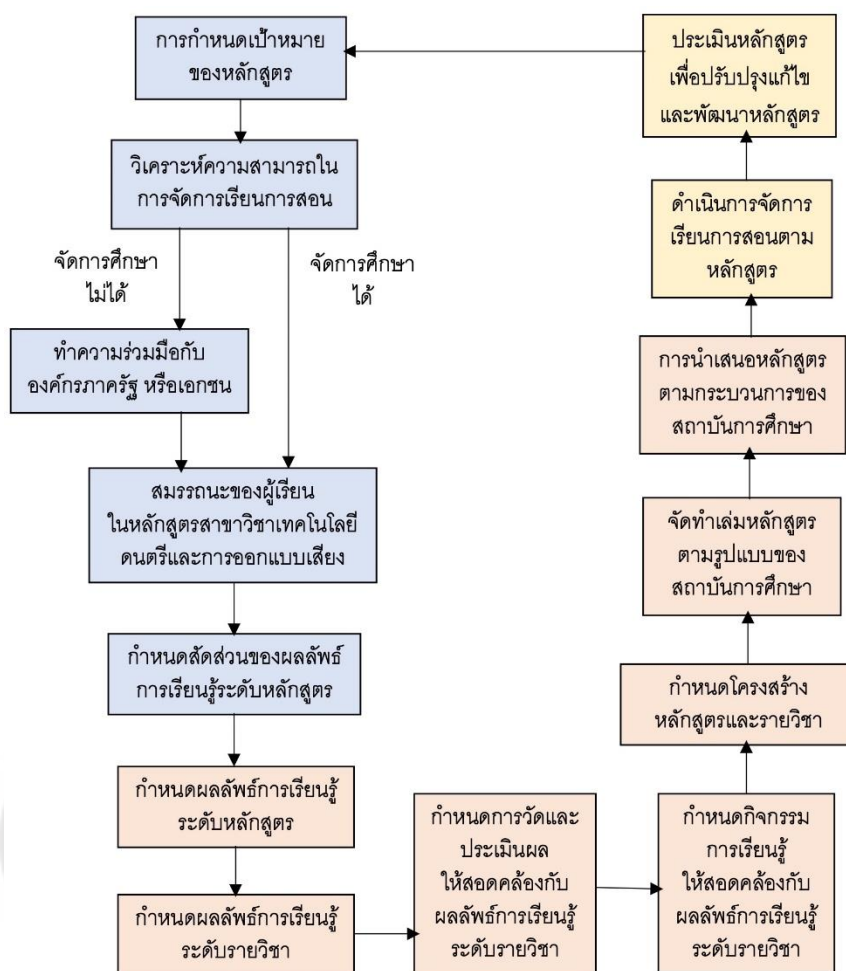 การกำหนดเป้าหมาย
ของหลักสูตร
วิเคราะห์ความสามารถใน
การจัดการเรียนการสอน
จัดการศึกษา
ไม่ได้
จัดการศึกษา
ได้
ทำความร่วมมือกับ
องค์กรภาครัฐ หรือเอกชน
สมรรถนะของผู้เรียน
ในหลักสูตรสาขาวิชาเทคโนโลยี
ดนตรีและการออกแบบเสียง
กำหนดสัดส่วนของผลลัพธ์
การเรียนรู้ระดับหลักสูตร
กำหนดผลลัพธ์การเรียนรู้
ระดับหลักสูตร
กำหนดผลลัพธ์การเรียนรู้
ระดับรายวิชา
กำหนดการวัดและ
ประเมินผล
ให้สอดคล้องกับ
ผลลัพธ์การเรียนรู้
ระดับรายวิชา
กำหนดกิจกรรม
การเรียนรู้
ให้สอดคล้องกับ
ผลลัพธ์การเรียนรู้
ระดับรายวิชา
กำหนดโครงสร้าง
หลักสูตรและรายวิชา
จัดทำเล่มหลักสูตร
ตามรูปแบบของ
สถาบันการศึกษา
การนำเสนอหลักสูตร
ตามกระบวนการของ
สถาบันการศึกษา
ดำเนินการจัดการ
เรียนการสอนตาม
หลักสูตร
ประเมินหลักสูตร
เพื่อปรับปรุงแก้ไข
และพัฒนาหลักสูตร